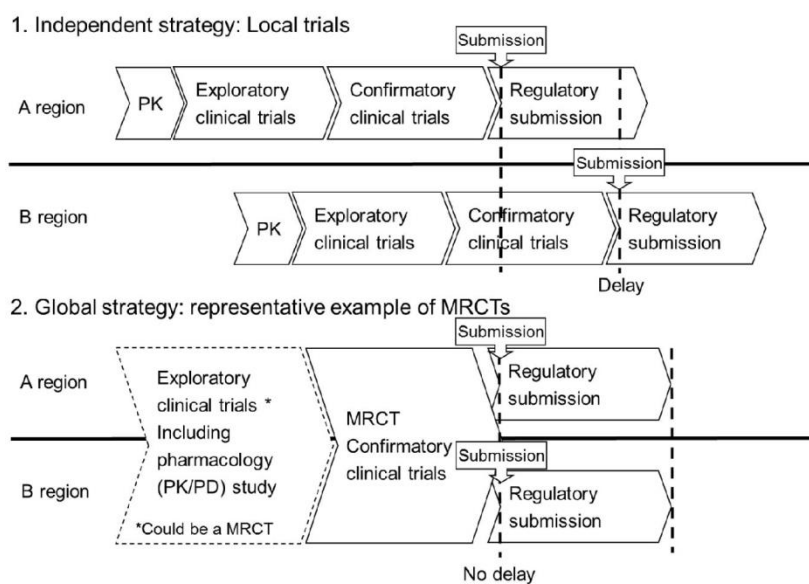 1. Independent strategy: Local trials
Submission
A region
PK
Exploratory
clinical trials
Confirmatory
clinical trials
Regulatory
submission
Submission
B region
PK
Exploratory
clinical trials
Confirmatory
clinical trials
Regulatory
submission
Delay
2. Global strategy: representative example of MRCTs
Submission
A region
Exploratory
clinical trials *
Including
pharmacology
(PK/PD) study
*Could be a MRCT
MRCT
Confirmatory
clinical trials
Regulatory
submission
Submission
B region
Regulatory
submission
No delay